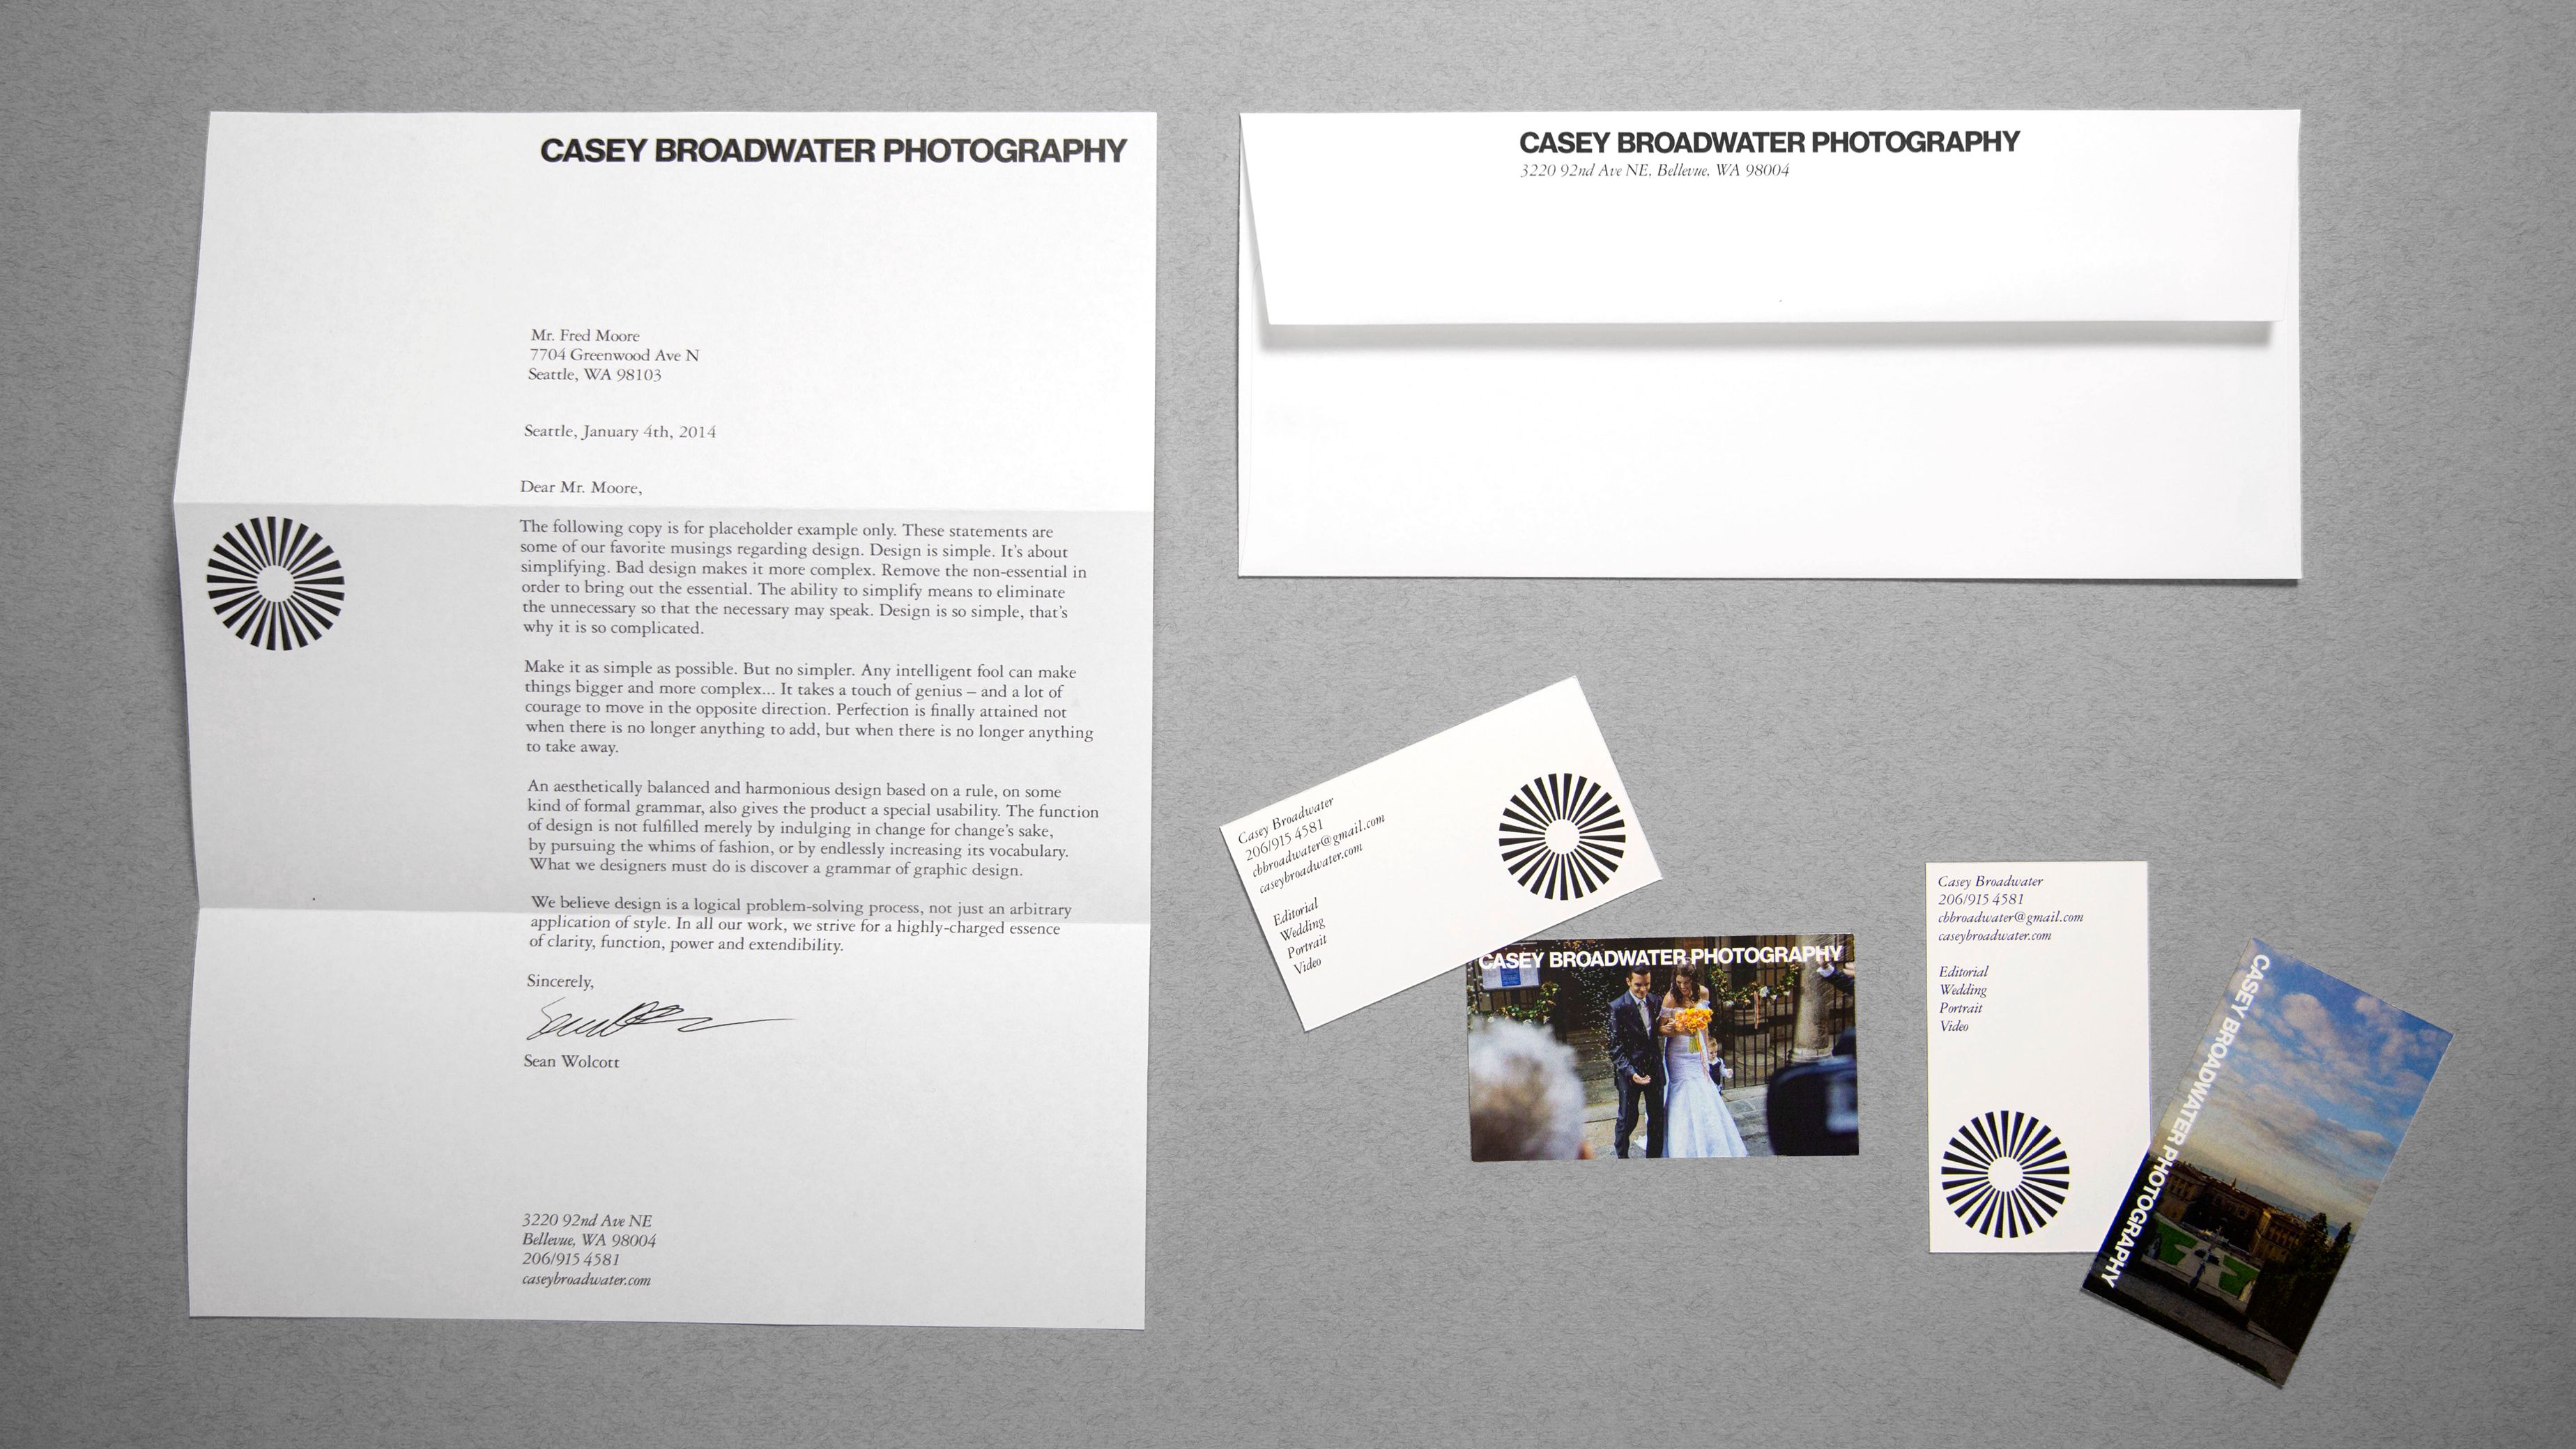 CASEY BROADWATER PHOTOGRAPHY
Mr. Fred Moore
7704 Greenwood Ave N
Seattle, WA 98103
Seattle, January 4th, 2014
Dear Mr. Moore,
The following copy is for placeholder example only. These statements are
some of our favorite musings regarding design. Design is simple. It's about
simplifying. Bad design makes it more complex. Remove the non-essential in
order to bring out the essential. The ability to simplify means to eliminate
the unnecessary so that the necessary may speak. Design is so simple, that's
why it is so complicated.
Make it as simple as possible. But no simpler. Any intelligent fool can make
things bigger and more complex... It takes a touch of genius – and a lot of
courage to move in the opposite direction. Perfection is finally attained not
when there is no longer anything to add, but when there is no longer anything
to take away.
An aesthetically balanced and harmonious design based on a rule, on some
kind of formal grammar, also gives the product a special usability. The function
of design is not fulfilled merely by indulging in change for change's sake,
by pursuing the whims of fashion, or by endlessly increasing its vocabulary.
What we designers must do is discover a grammar of graphic design.
We believe design is a logical problem-solving process, not just an arbitrary
application of style. In all our work, we strive for a highly-charged essence
of clarity, function, power and extendibility.
Sincerely,
Sean Wolcott
3220 92nd Ave NE
Bellevue, WA 98004
206/915 4581
caseybroadwater.com
CASEY BROADWATER PHOTOGRAPHY
3220 92nd Ave NE, Bellevue, WA 98004
Casey Broadwater
206/915 4581
cbbroadwater@gmail.com
caseybroadwater.com
Editorial
Wedding
Portrait
Video
CASEY BROADWATER PHOTOGRAPHY
Casey Broadwater
206/915 4581
cbbroadwater@gmail.com
caseybroadwater.com
Editorial
Wedding
Portrait
Video
CASEY BROADWATER PHOTOGRAPHY